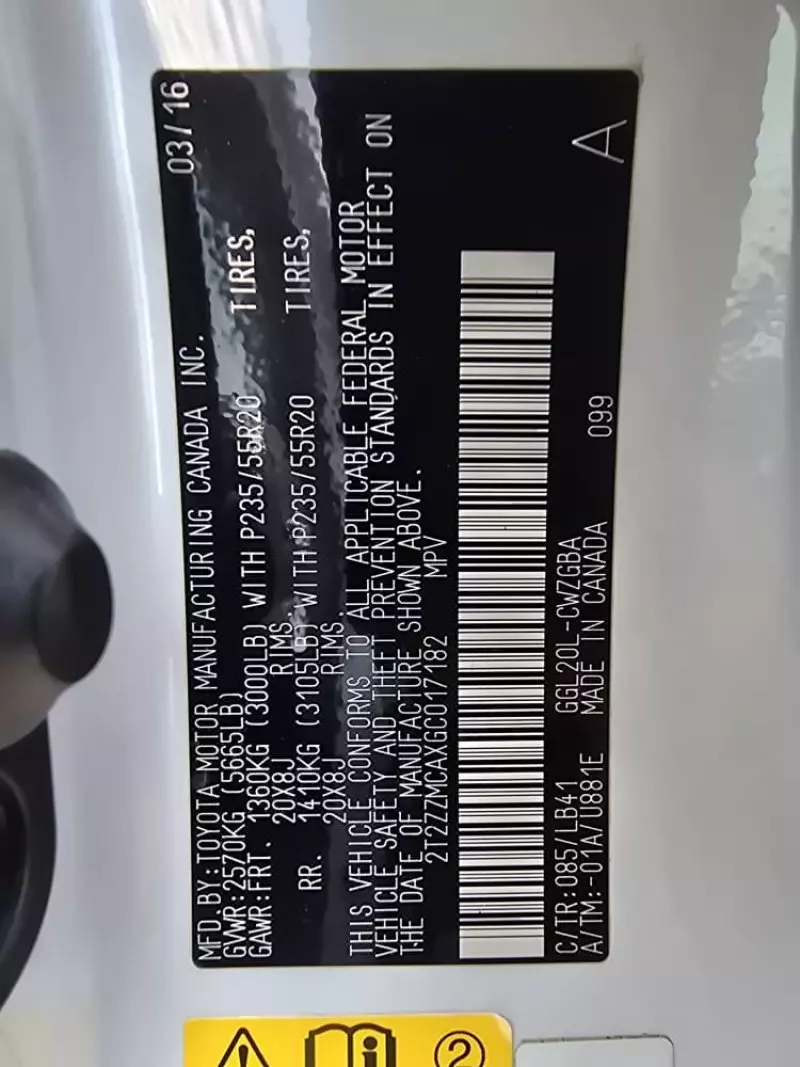 03/16
MFD.BY:TOYOTA MOTOR MANUFACTURING CANADA INC.
GVWR:2570KG (5665LB)
GAWR:FRT. 1360KG (3000LB) WITH P235/55R20 TIRES,
20X8J RIMS.
RR. 1410KG (3105LB) WITH P235/55R20 TIRES,
20X8J RIMS.
THIS VEHICLE CONFORMS TO ALL APPLICABLE FEDERAL MOTOR
VEHICLE SAFETY AND THEFT PREVENTION STANDARDS IN EFFECT ON
THE DATE OF MANUFACTURE SHOWN ABOVE.
2T2ZZMCAXGC017182 MPV
C/TR:085/LB41 GGL20L-CWZGBA
A/TM:-01A/U881E MADE IN CANADA 099
A
2